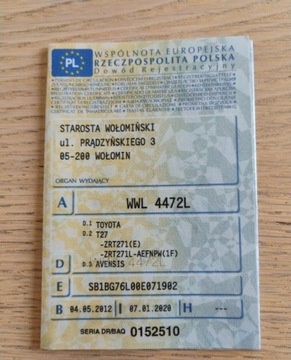 PL
WSPÓLNOTA EUROPEJSKA
RZECZPOSPOLITA POLSKA
Dowód Rejestracyjny
STAROSTA WOŁOMIŃSKI
ul. PRĄDZYŃSKIEGO 3
05-200 WOŁOMIN
ORGAN WYDAJĄCY
A WWL 4472L
D.1 TOYOTA
D.2 T27
-ZRT271(E)
-ZRT271L-AEFNPW(1F)
D D.3 AVENSIS
E SB1BG76L00E071902
B 04.05.2012 I 07.01.2020 H ---
SERIA DR/BAQ 0152510